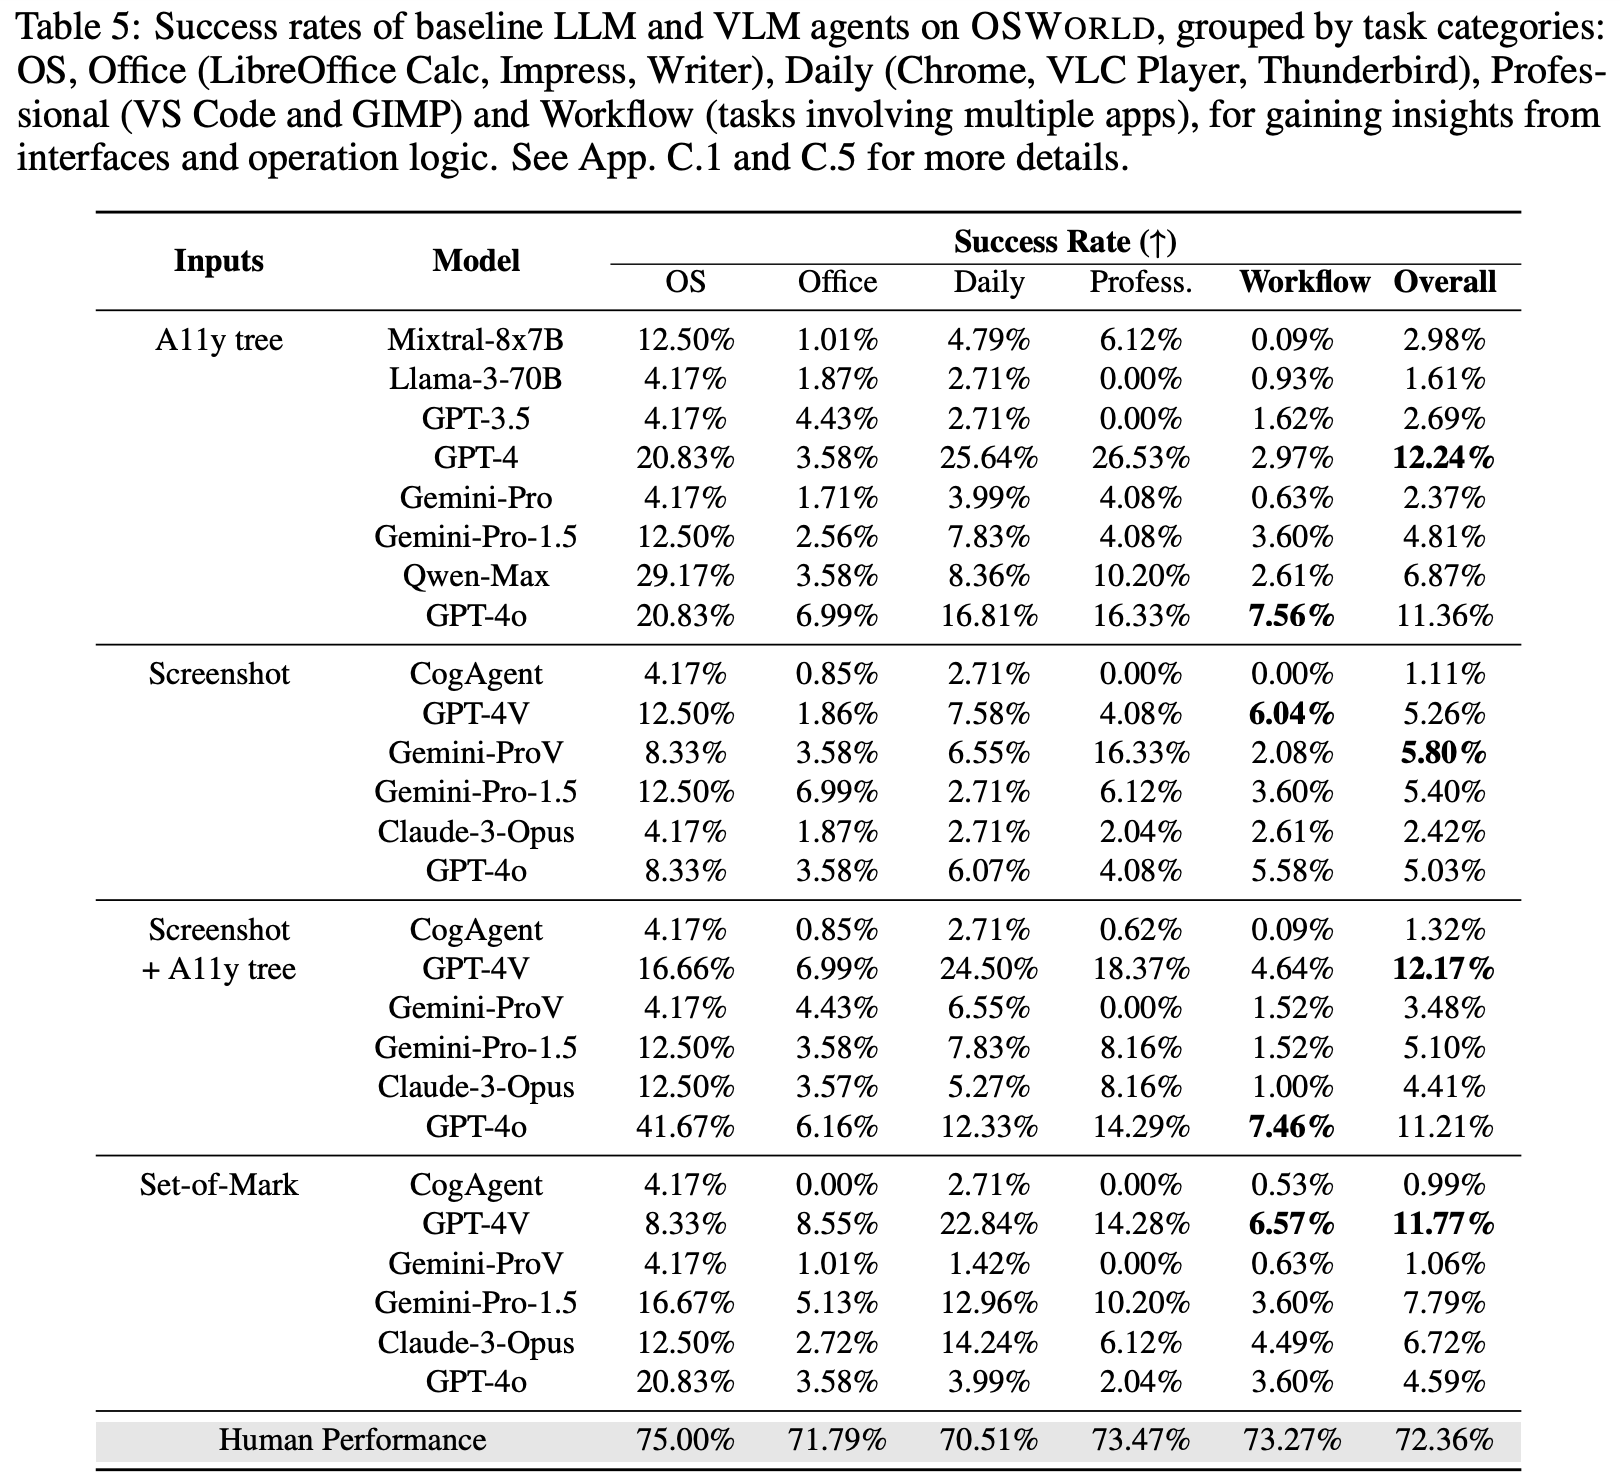 Table 5: Success rates of baseline LLM and VLM agents on OSWORLD, grouped by task categories:
OS, Office (LibreOffice Calc, Impress, Writer), Daily (Chrome, VLC Player, Thunderbird), Profes-
sional (VS Code and GIMP) and Workflow (tasks involving multiple apps), for gaining insights from
interfaces and operation logic. See App. C.1 and C.5 for more details.
Inputs Model Success Rate (↑)
OS Office Daily Profess. Workflow Overall
A11y tree Mixtral-8x7B 12.50% 1.01% 4.79% 6.12% 0.09% 2.98%
Llama-3-70B 4.17% 1.87% 2.71% 0.00% 0.93% 1.61%
GPT-3.5 4.17% 4.43% 2.71% 0.00% 1.62% 2.69%
GPT-4 20.83% 3.58% 25.64% 26.53% 2.97% 12.24%
Gemini-Pro 4.17% 1.71% 3.99% 4.08% 0.63% 2.37%
Gemini-Pro-1.5 12.50% 2.56% 7.83% 4.08% 3.60% 4.81%
Qwen-Max 29.17% 3.58% 8.36% 10.20% 2.61% 6.87%
GPT-4o 20.83% 6.99% 16.81% 16.33% 7.56% 11.36%
Screenshot CogAgent 4.17% 0.85% 2.71% 0.00% 0.00% 1.11%
GPT-4V 12.50% 1.86% 7.58% 4.08% 6.04% 5.26%
Gemini-ProV 8.33% 3.58% 6.55% 16.33% 2.08% 5.80%
Gemini-Pro-1.5 12.50% 6.99% 2.71% 6.12% 3.60% 5.40%
Claude-3-Opus 4.17% 1.87% 2.71% 2.04% 2.61% 2.42%
GPT-4o 8.33% 3.58% 6.07% 4.08% 5.58% 5.03%
Screenshot CogAgent 4.17% 0.85% 2.71% 0.62% 0.09% 1.32%
+ A11y tree GPT-4V 16.66% 6.99% 24.50% 18.37% 4.64% 12.17%
Gemini-ProV 4.17% 4.43% 6.55% 0.00% 1.52% 3.48%
Gemini-Pro-1.5 12.50% 3.58% 7.83% 8.16% 1.52% 5.10%
Claude-3-Opus 12.50% 3.57% 5.27% 8.16% 1.00% 4.41%
GPT-4o 41.67% 6.16% 12.33% 14.29% 7.46% 11.21%
Set-of-Mark CogAgent 4.17% 0.00% 2.71% 0.00% 0.53% 0.99%
GPT-4V 8.33% 8.55% 22.84% 14.28% 6.57% 11.77%
Gemini-ProV 4.17% 1.01% 1.42% 0.00% 0.63% 1.06%
Gemini-Pro-1.5 16.67% 5.13% 12.96% 10.20% 3.60% 7.79%
Claude-3-Opus 12.50% 2.72% 14.24% 6.12% 4.49% 6.72%
GPT-4o 20.83% 3.58% 3.99% 2.04% 3.60% 4.59%
Human Performance 75.00% 71.79% 70.51% 73.47% 73.27% 72.36%